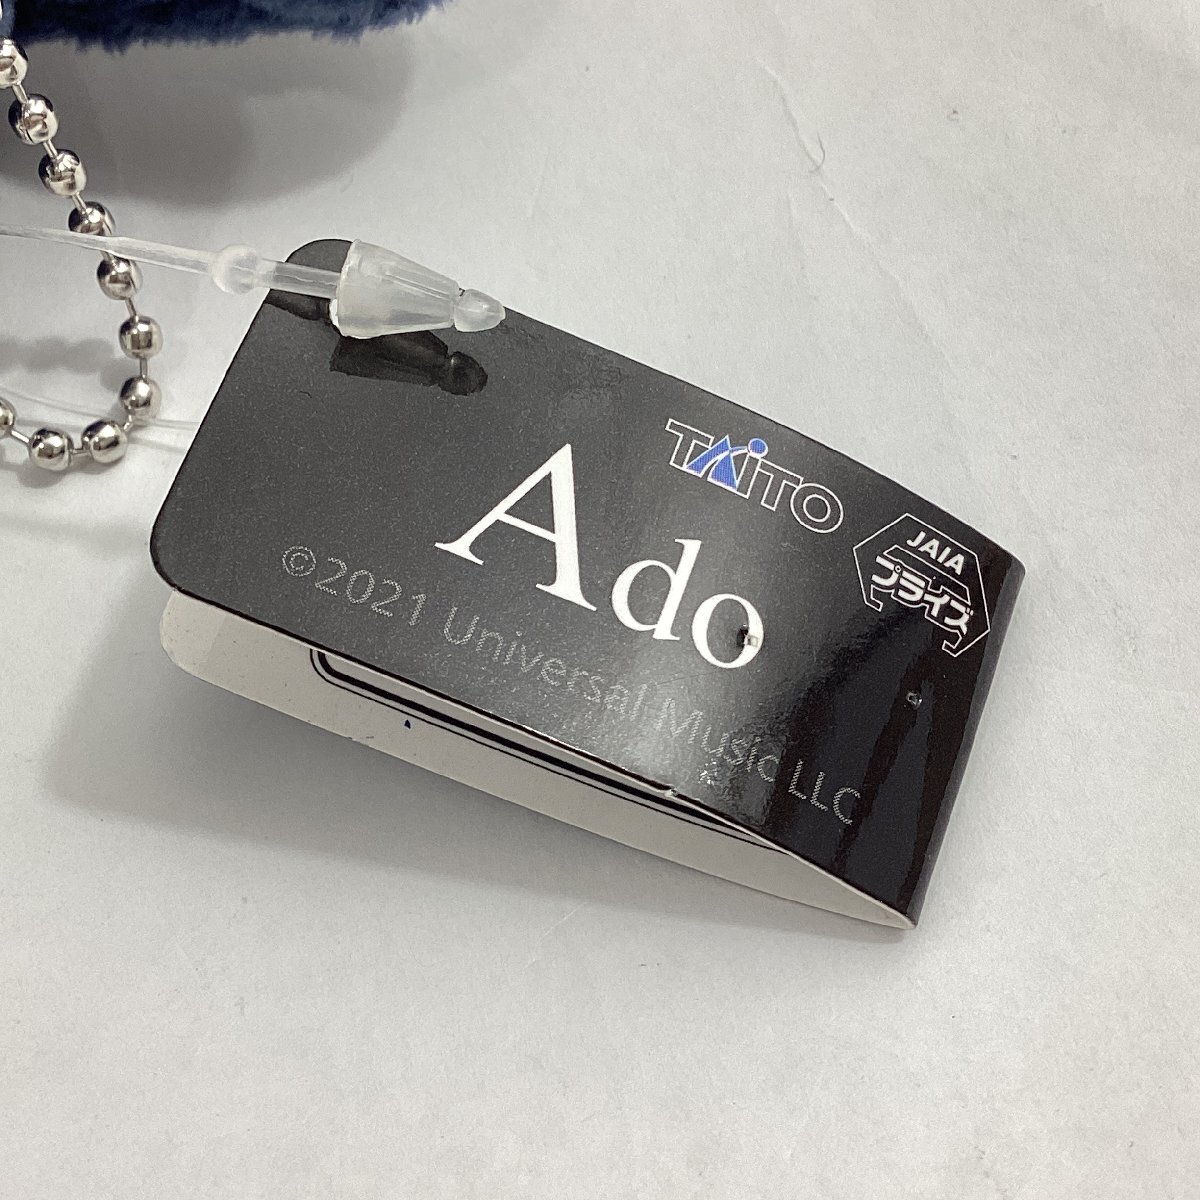 TAITO
JAIA
プライズ
Ado
©2021 Universal Music LLC